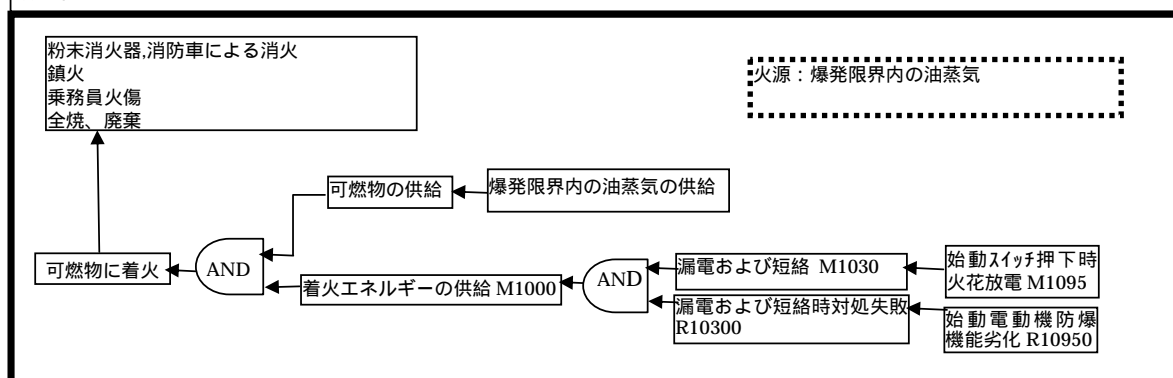 粉末消火器,消防車による消火
鎮火
乗務員火傷
全焼、廃棄
火源：爆発限界内の油蒸気
可燃物の供給
爆発限界内の油蒸気の供給
可燃物に着火
AND
着火エネルギーの供給 M1000
AND
漏電および短絡 M1030
始動ｽｲｯﾁ押下時
火花放電 M1095
漏電および短絡時対処失敗
R10300
始動電動機防爆
機能劣化 R10950